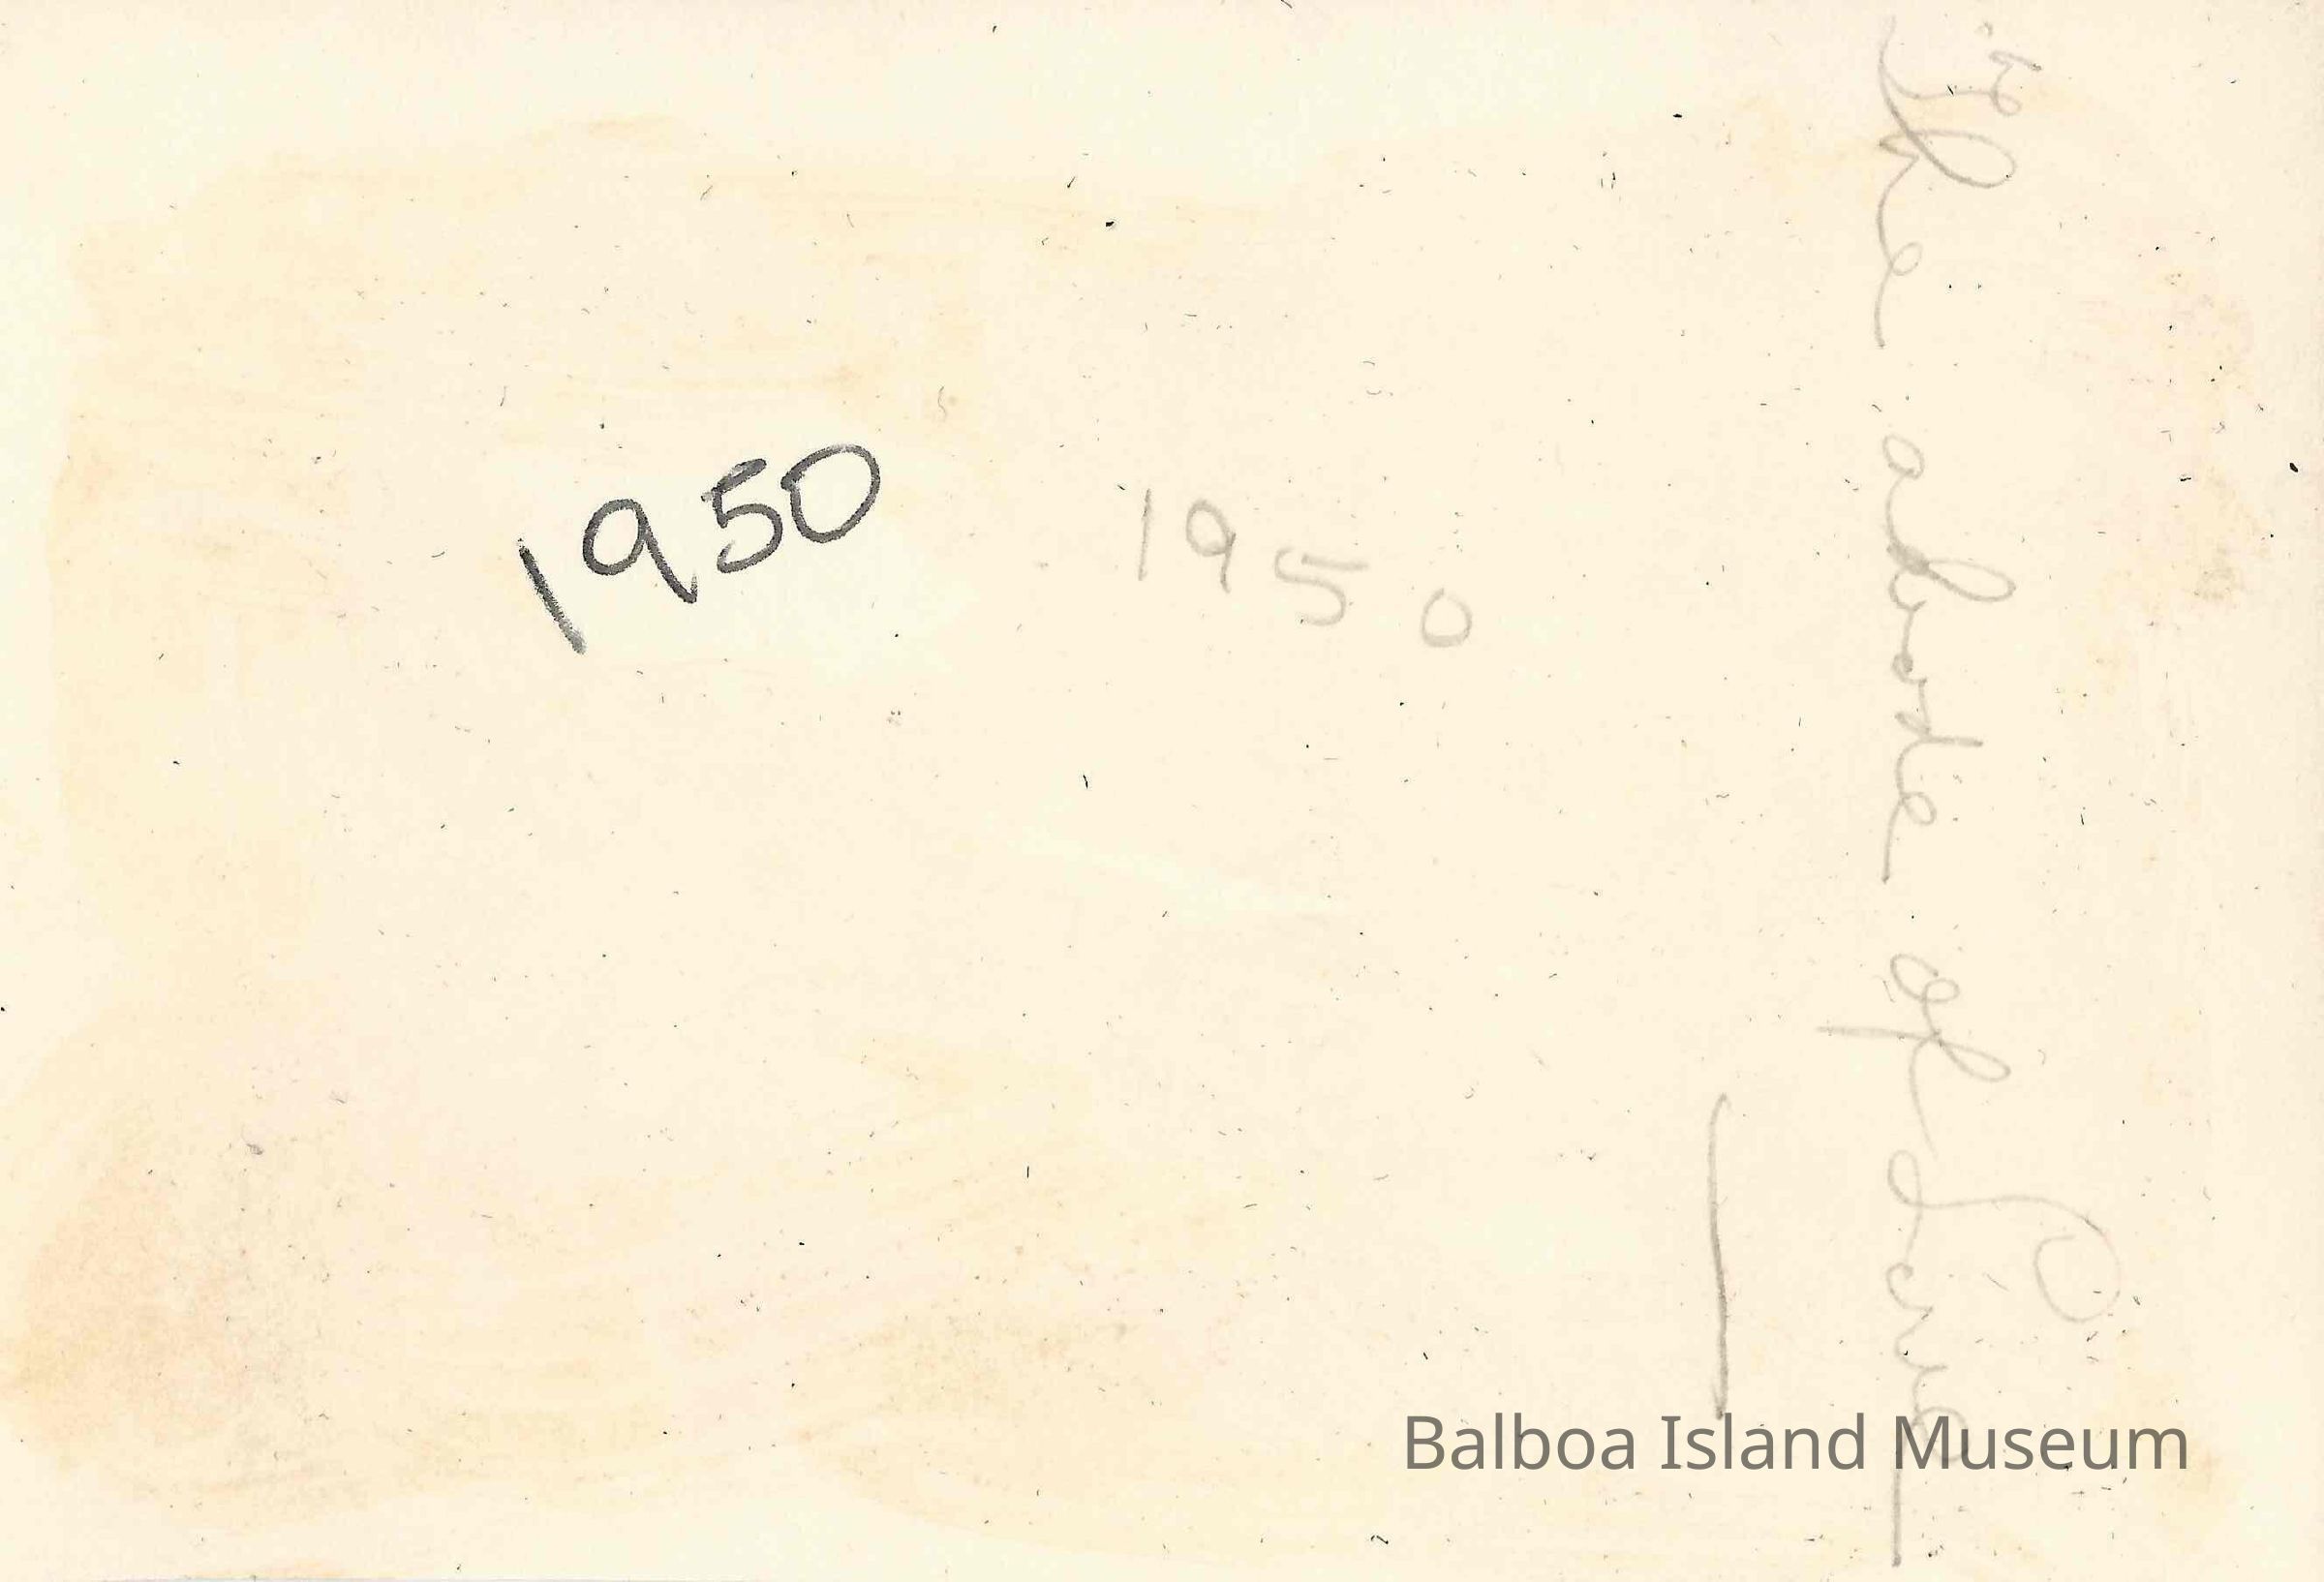 1950
1950
The abode of Love
Balboa Island Museum